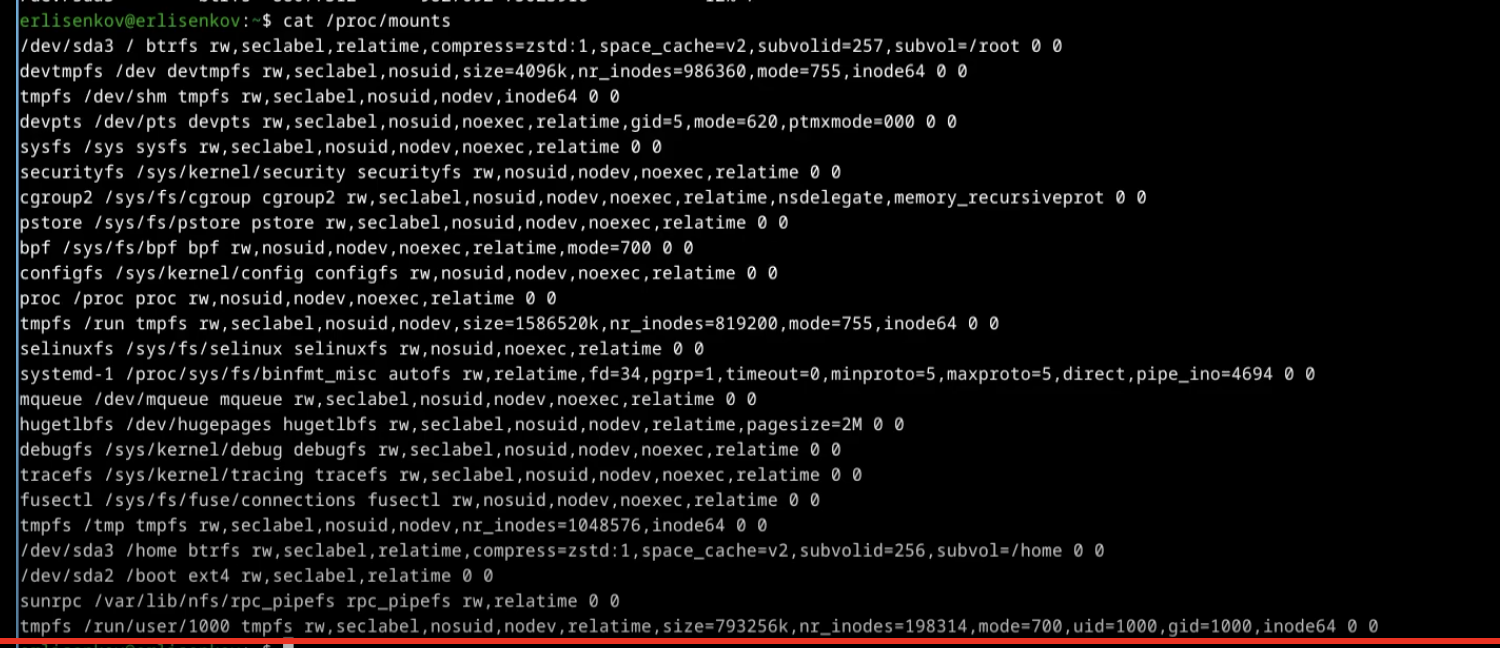 erlisenkov@erlisenkov:~$ cat /proc/mounts
/dev/sda3 / btrfs rw,seclabel,relatime,compress=zstd:1,space_cache=v2,subvolid=257,subvol=/root 0 0
devtmpfs /dev devtmpfs rw,seclabel,nosuid,size=4096k,nr_inodes=986360,mode=755,inode64 0 0
tmpfs /dev/shm tmpfs rw,seclabel,nosuid,nodev,inode64 0 0
devpts /dev/pts devpts rw,seclabel,nosuid,noexec,relatime,gid=5,mode=620,ptmxmode=000 0 0
sysfs /sys sysfs rw,seclabel,nosuid,nodev,noexec,relatime 0 0
securityfs /sys/kernel/security securityfs rw,nosuid,nodev,noexec,relatime 0 0
cgroup2 /sys/fs/cgroup cgroup2 rw,seclabel,nosuid,nodev,noexec,relatime,nsdelegate,memory_recursiveprot 0 0
pstore /sys/fs/pstore pstore rw,seclabel,nosuid,nodev,noexec,relatime 0 0
bpf /sys/fs/bpf bpf rw,nosuid,nodev,noexec,relatime,mode=700 0 0
configfs /sys/kernel/config configfs rw,nosuid,nodev,noexec,relatime 0 0
proc /proc proc rw,nosuid,nodev,noexec,relatime 0 0
tmpfs /run tmpfs rw,seclabel,nosuid,nodev,size=1586520k,nr_inodes=819200,mode=755,inode64 0 0
selinuxfs /sys/fs/selinux selinuxfs rw,nosuid,noexec,relatime 0 0
systemd-1 /proc/sys/fs/binfmt_misc autofs rw,relatime,fd=34,pgrp=1,timeout=0,minproto=5,maxproto=5,direct,pipe_ino=4694 0 0
mqueue /dev/mqueue mqueue rw,seclabel,nosuid,nodev,noexec,relatime 0 0
hugetlbfs /dev/hugepages hugetlbfs rw,seclabel,nosuid,nodev,relatime,pagesize=2M 0 0
debugfs /sys/kernel/debug debugfs rw,seclabel,nosuid,nodev,noexec,relatime 0 0
tracefs /sys/kernel/tracing tracefs rw,seclabel,nosuid,nodev,noexec,relatime 0 0
fusectl /sys/fs/fuse/connections fusectl rw,nosuid,nodev,noexec,relatime 0 0
tmpfs /tmp tmpfs rw,seclabel,nosuid,nodev,nr_inodes=1048576,inode64 0 0
/dev/sda3 /home btrfs rw,seclabel,relatime,compress=zstd:1,space_cache=v2,subvolid=256,subvol=/home 0 0
/dev/sda2 /boot ext4 rw,seclabel,relatime 0 0
sunrpc /var/lib/nfs/rpc_pipefs rpc_pipefs rw,relatime 0 0
tmpfs /run/user/1000 tmpfs rw,seclabel,nosuid,nodev,relatime,size=793256k,nr_inodes=198314,mode=700,uid=1000,gid=1000,inode64 0 0